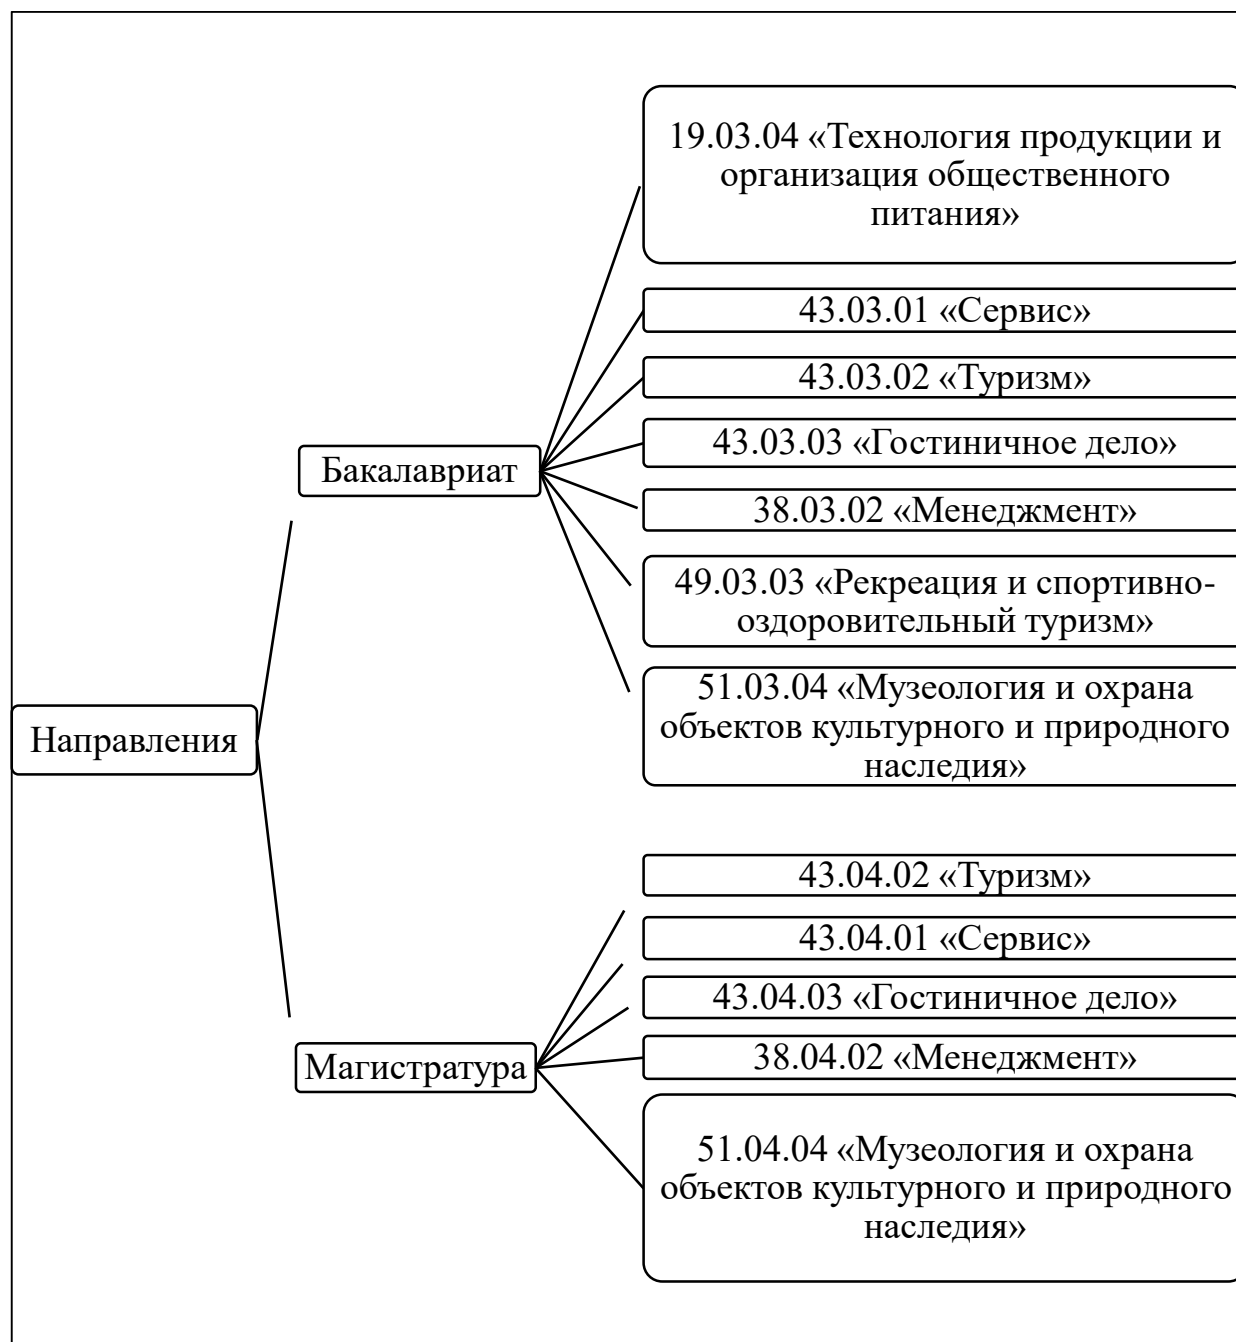 19.03.04 «Технология продукции и
организация общественного
питания»
43.03.01 «Сервис»
43.03.02 «Туризм»
43.03.03 «Гостиничное дело»
Бакалавриат
38.03.02 «Менеджмент»
49.03.03 «Рекреация и спортивно-
оздоровительный туризм»
51.03.04 «Музеология и охрана
объектов культурного и природного
наследия»
Направления
43.04.02 «Туризм»
43.04.01 «Сервис»
43.04.03 «Гостиничное дело»
38.04.02 «Менеджмент»
Магистратура
51.04.04 «Музеология и охрана
объектов культурного и природного
наследия»